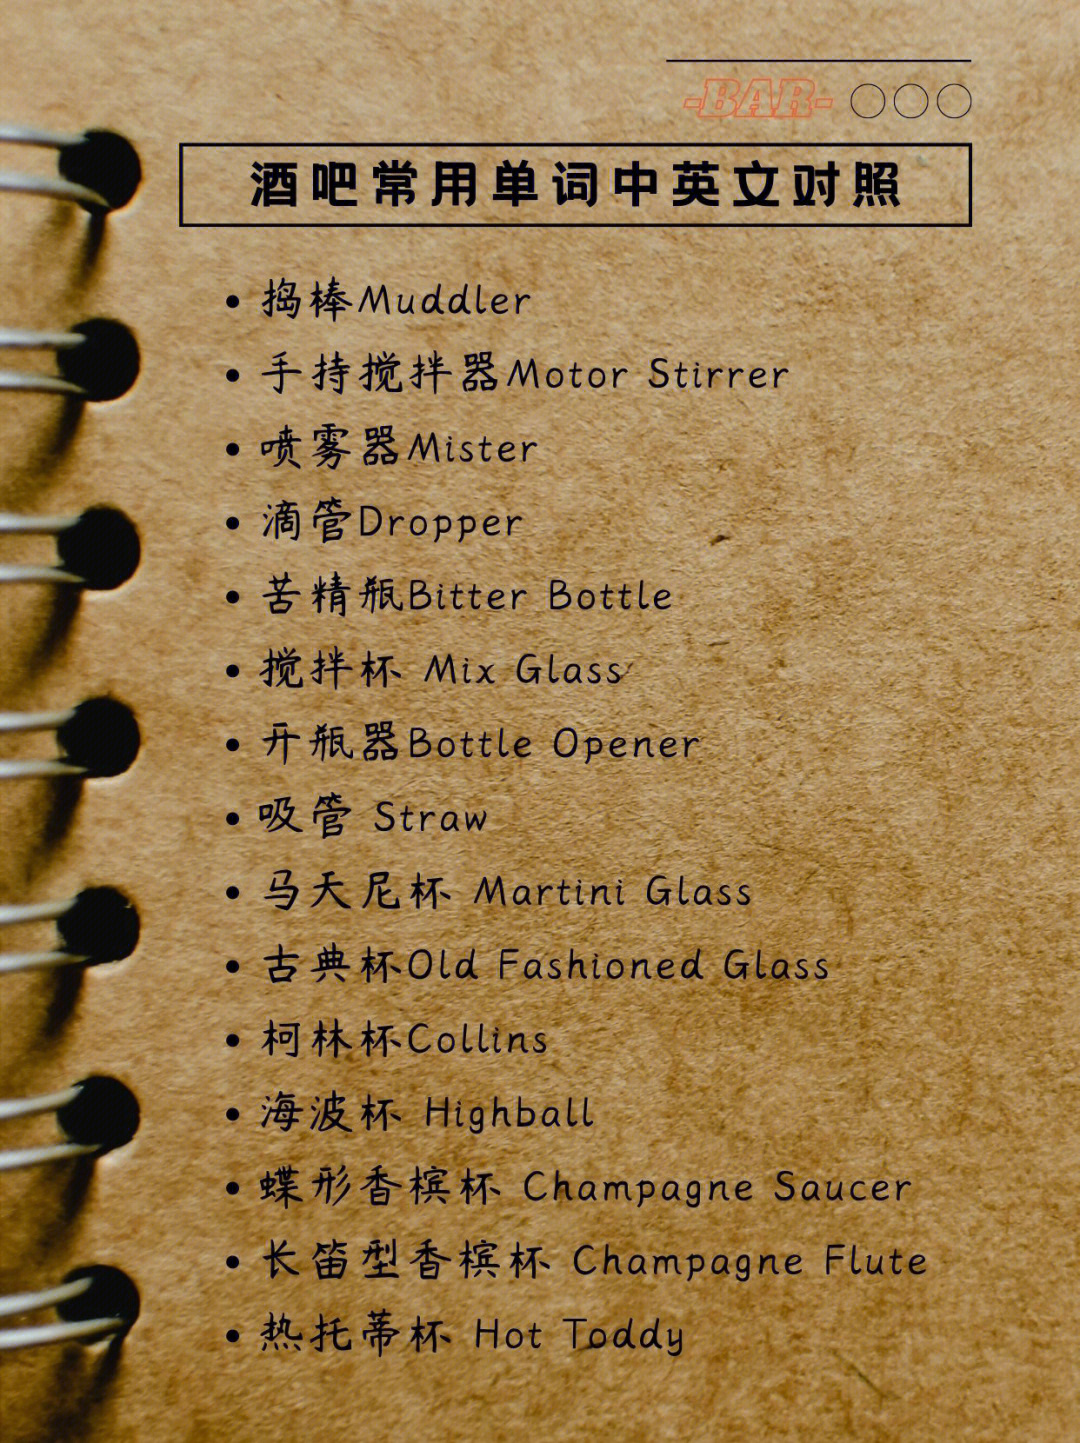 -BAR-
酒吧常用单词中英文对照
• 捣棒Muddler
• 手持搅拌器Motor Stirrer
• 喷雾器Mister
• 滴管Dropper
• 苦精瓶Bitter Bottle
• 搅拌杯 Mix Glass
• 开瓶器Bottle Opener
• 吸管 Straw
• 马天尼杯 Martini Glass
• 古典杯Old Fashioned Glass
• 柯林杯Collins
• 海波杯 Highball
• 蝶形香槟杯 Champagne Saucer
• 长笛型香槟杯 Champagne Flute
• 热托蒂杯 Hot Toddy